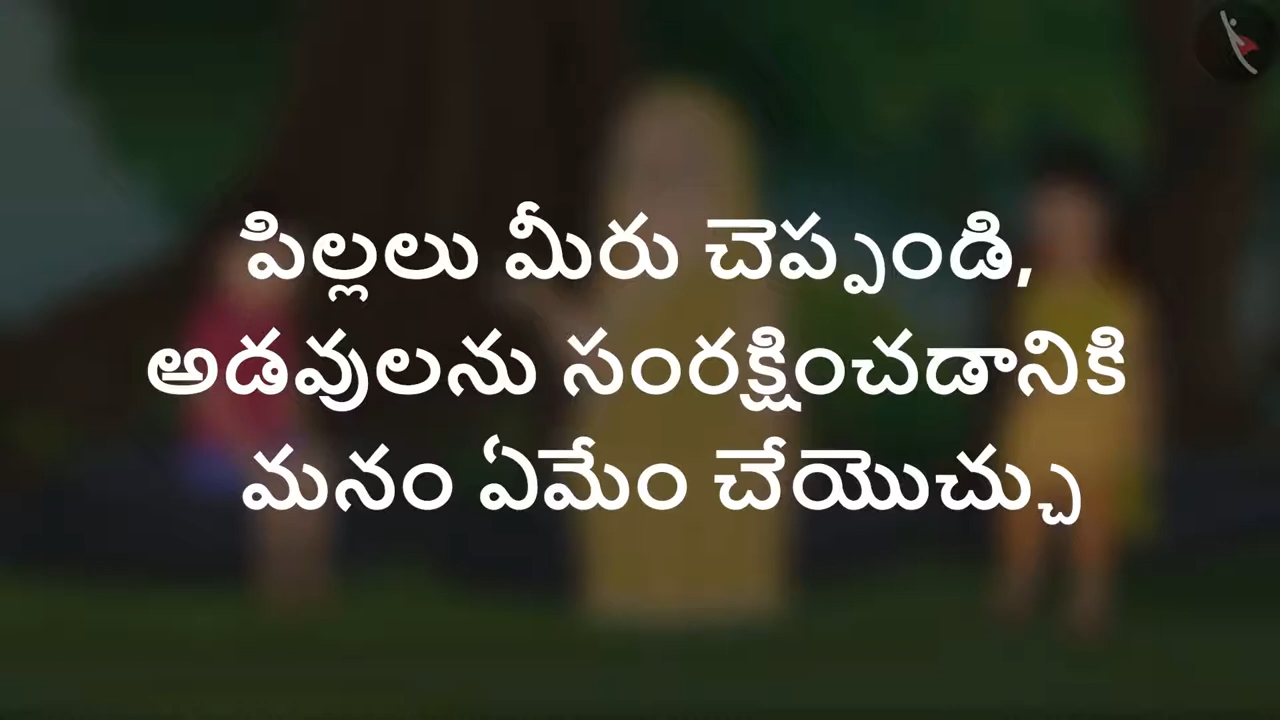 పిల్లలు మీరు చెప్పండి,
అడవులను సంరక్షించడానికి
మనం ఏమేం చేయొచ్చు